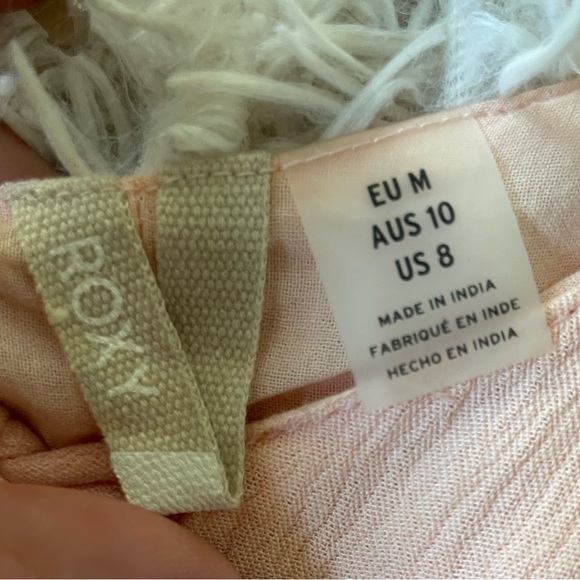 ROXY
EU M
AUS 10
US 8
MADE IN INDIA
FABRIQUÉ EN INDE
HECHO EN INDIA